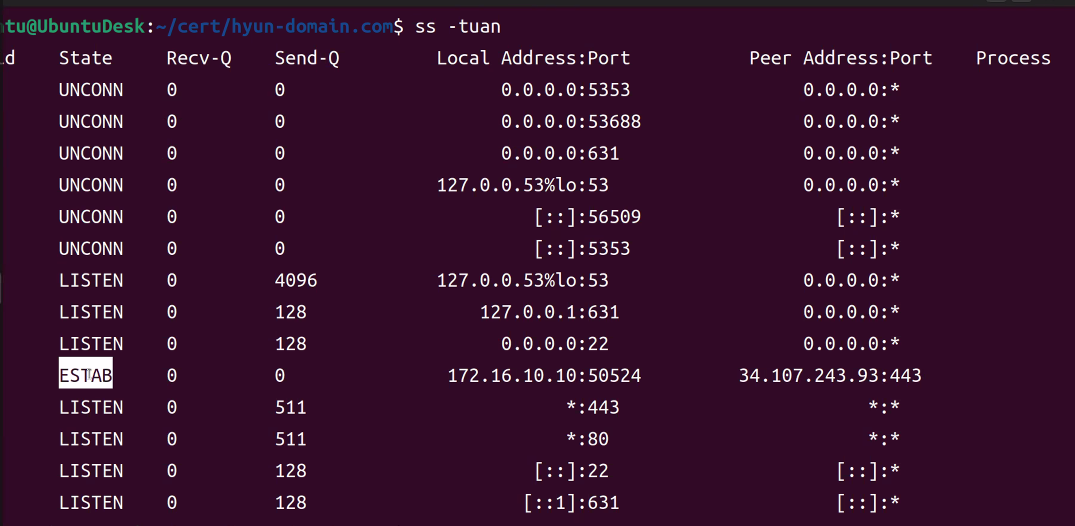 ntu@UbuntuDesk:~/cert/hyun-domain.com$ ss -tuan
id State Recv-Q Send-Q Local Address:Port Peer Address:Port Process
UNCONN 0 0 0.0.0.0:5353 0.0.0.0:*
UNCONN 0 0 0.0.0.0:53688 0.0.0.0:*
UNCONN 0 0 0.0.0.0:631 0.0.0.0:*
UNCONN 0 0 127.0.0.53%lo:53 0.0.0.0:*
UNCONN 0 0 [::]:56509 [::]:*
UNCONN 0 0 [::]:5353 [::]:*
LISTEN 0 4096 127.0.0.53%lo:53 0.0.0.0:*
LISTEN 0 128 127.0.0.1:631 0.0.0.0:*
LISTEN 0 128 0.0.0.0:22 0.0.0.0:*
ESTAB 0 0 172.16.10.10:50524 34.107.243.93:443
LISTEN 0 511 *:443 *:*
LISTEN 0 511 *:80 *:*
LISTEN 0 128 [::]:22 [::]:*
LISTEN 0 128 [::1]:631 [::]:*